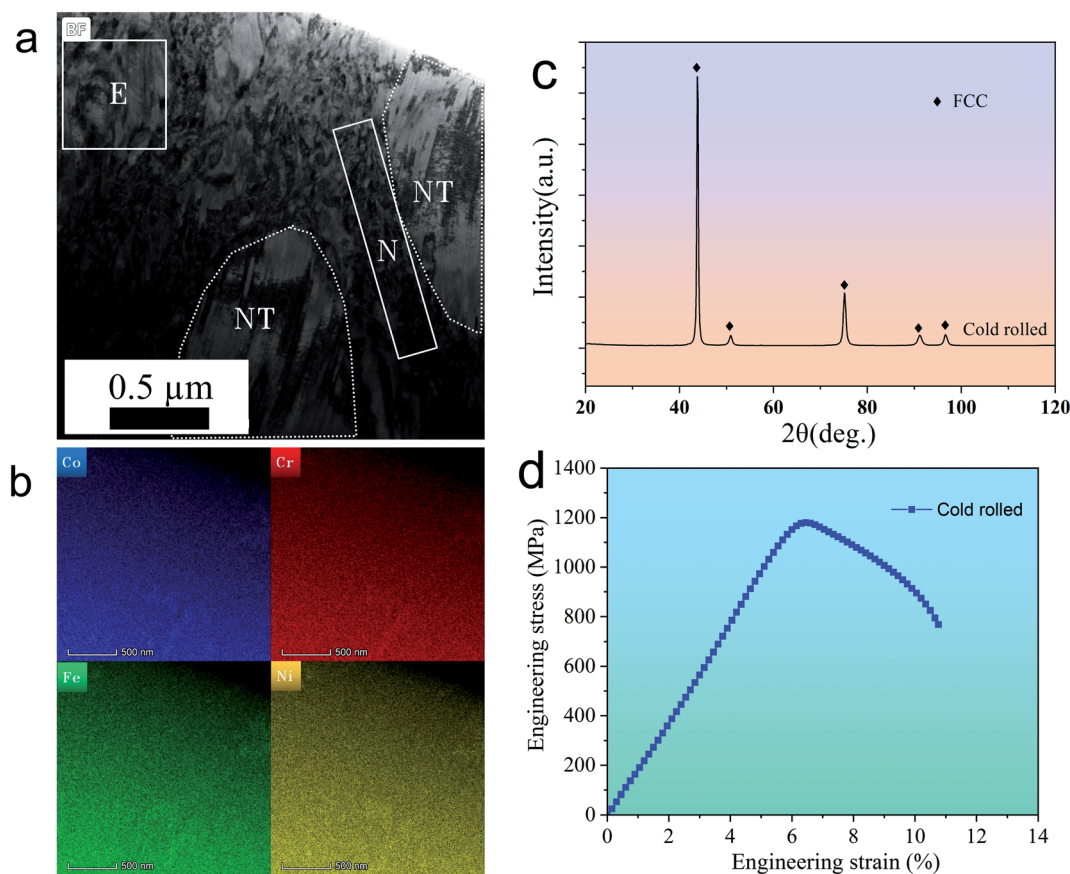 a
BF
E
NT
N
NT
0.5 µm
b
Co
Cr
500 nm
500 nm
Fe
Ni
500 nm
500 nm
c
FCC
Intensity(a.u.)
Cold rolled
20 40 60 80 100 120
2θ(deg.)
d
1400
1200
1000
800
600
400
200
0
Cold rolled
Engineering stress (MPa)
0 2 4 6 8 10 12 14
Engineering strain (%)